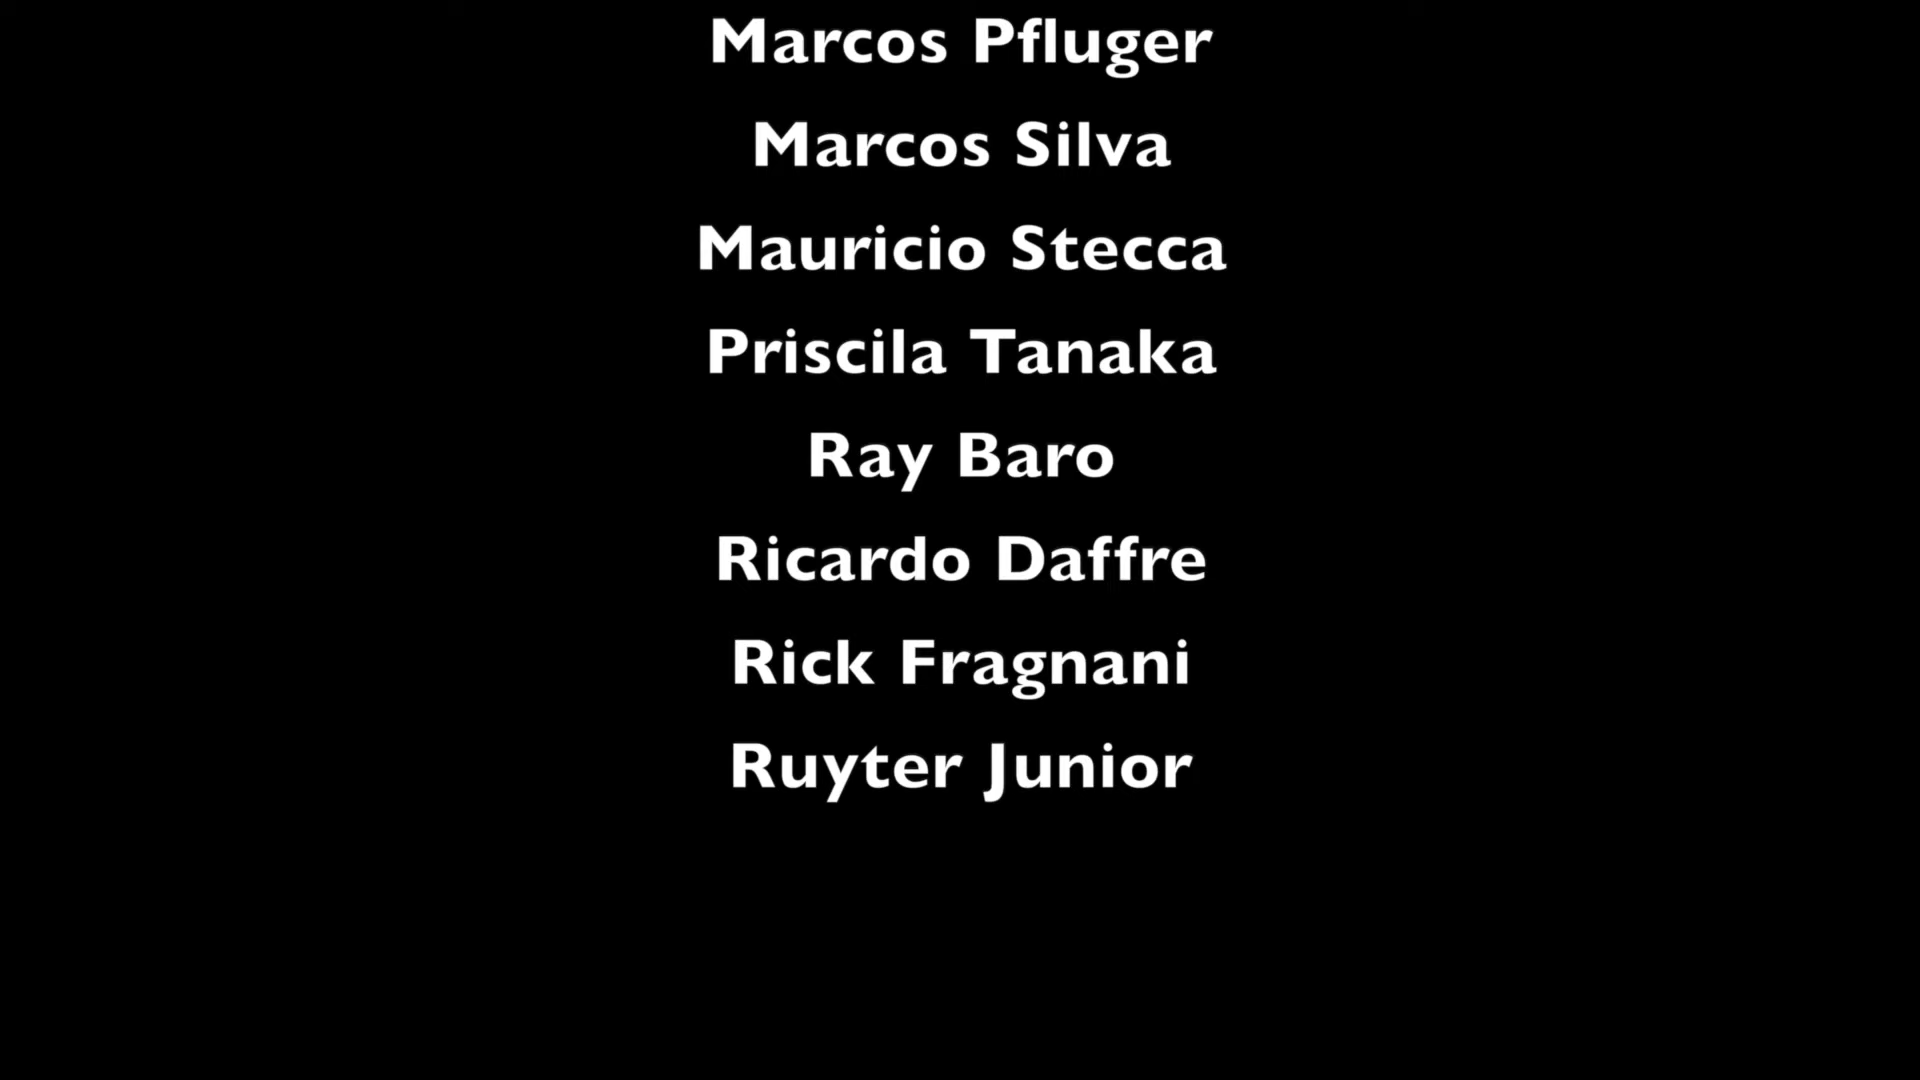 Marcos Pfluger
Marcos Silva
Mauricio Stecca
Priscila Tanaka
Ray Baro
Ricardo Daffre
Rick Fragnani
Ruyter Junior